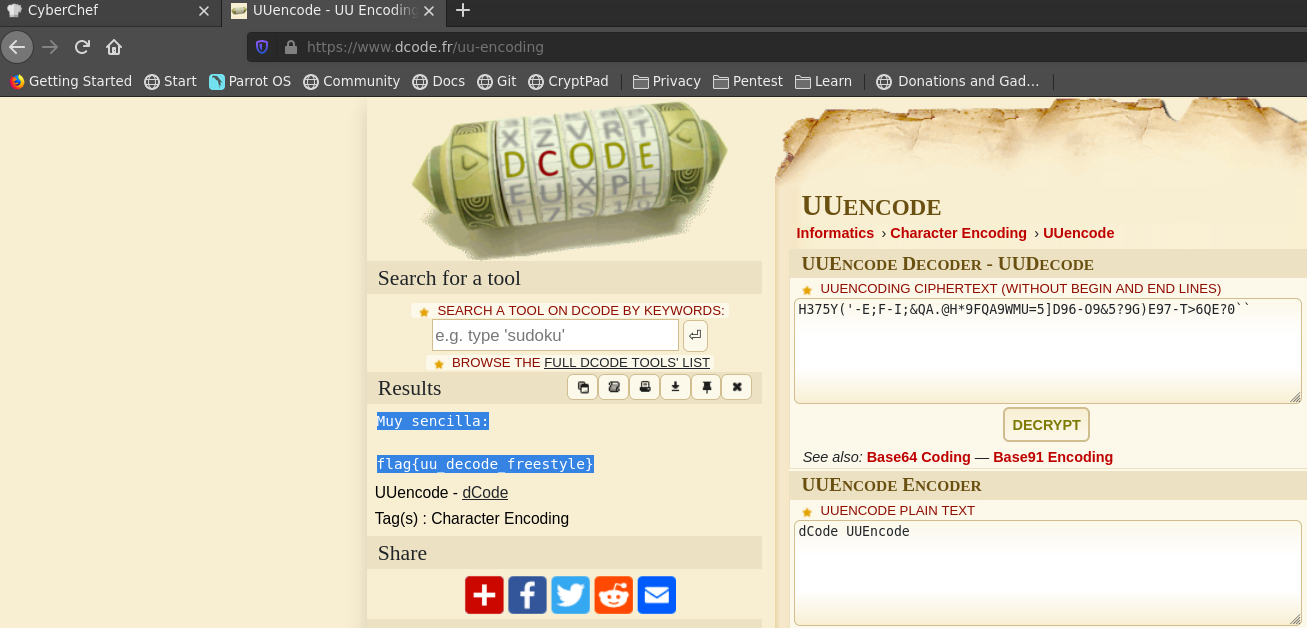 CyberChef
UUencode - UU Encoding
https://www.dcode.fr/uu-encoding
Getting Started Start Parrot OS Community Docs Git CryptPad Privacy Pentest Learn Donations and Gad...
X Z V R T
D C O D E
E U X P L
I 7 S 1 0
Search for a tool
SEARCH A TOOL ON DCODE BY KEYWORDS:
e.g. type 'sudoku'
BROWSE THE FULL DCODE TOOLS' LIST
Results
Muy sencilla:
flag{uu_decode_freestyle}
UUencode - dCode
Tag(s) : Character Encoding
Share
UUENCODE
Informatics › Character Encoding › UUencode
UUENCODE DECODER - UUDECODE
UUENCODING CIPHERTEXT (WITHOUT BEGIN AND END LINES)
H375Y('-E;F-I;&QA.@H*9FQA9WMU=5]D96-O9&5?9G)E97-T>6QE?0``
DECRYPT
See also: Base64 Coding — Base91 Encoding
UUENCODE ENCODER
UUENCODE PLAIN TEXT
dCode UUEncode